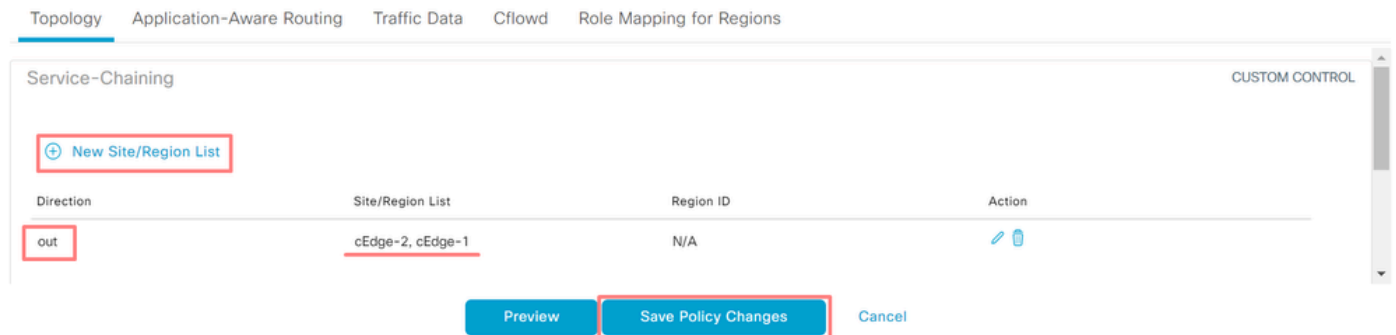 Topology Application-Aware Routing Traffic Data Cflowd Role Mapping for Regions
Service-Chaining CUSTOM CONTROL
New Site/Region List
Direction Site/Region List Region ID Action
out cEdge-2, cEdge-1 N/A
Preview Save Policy Changes Cancel